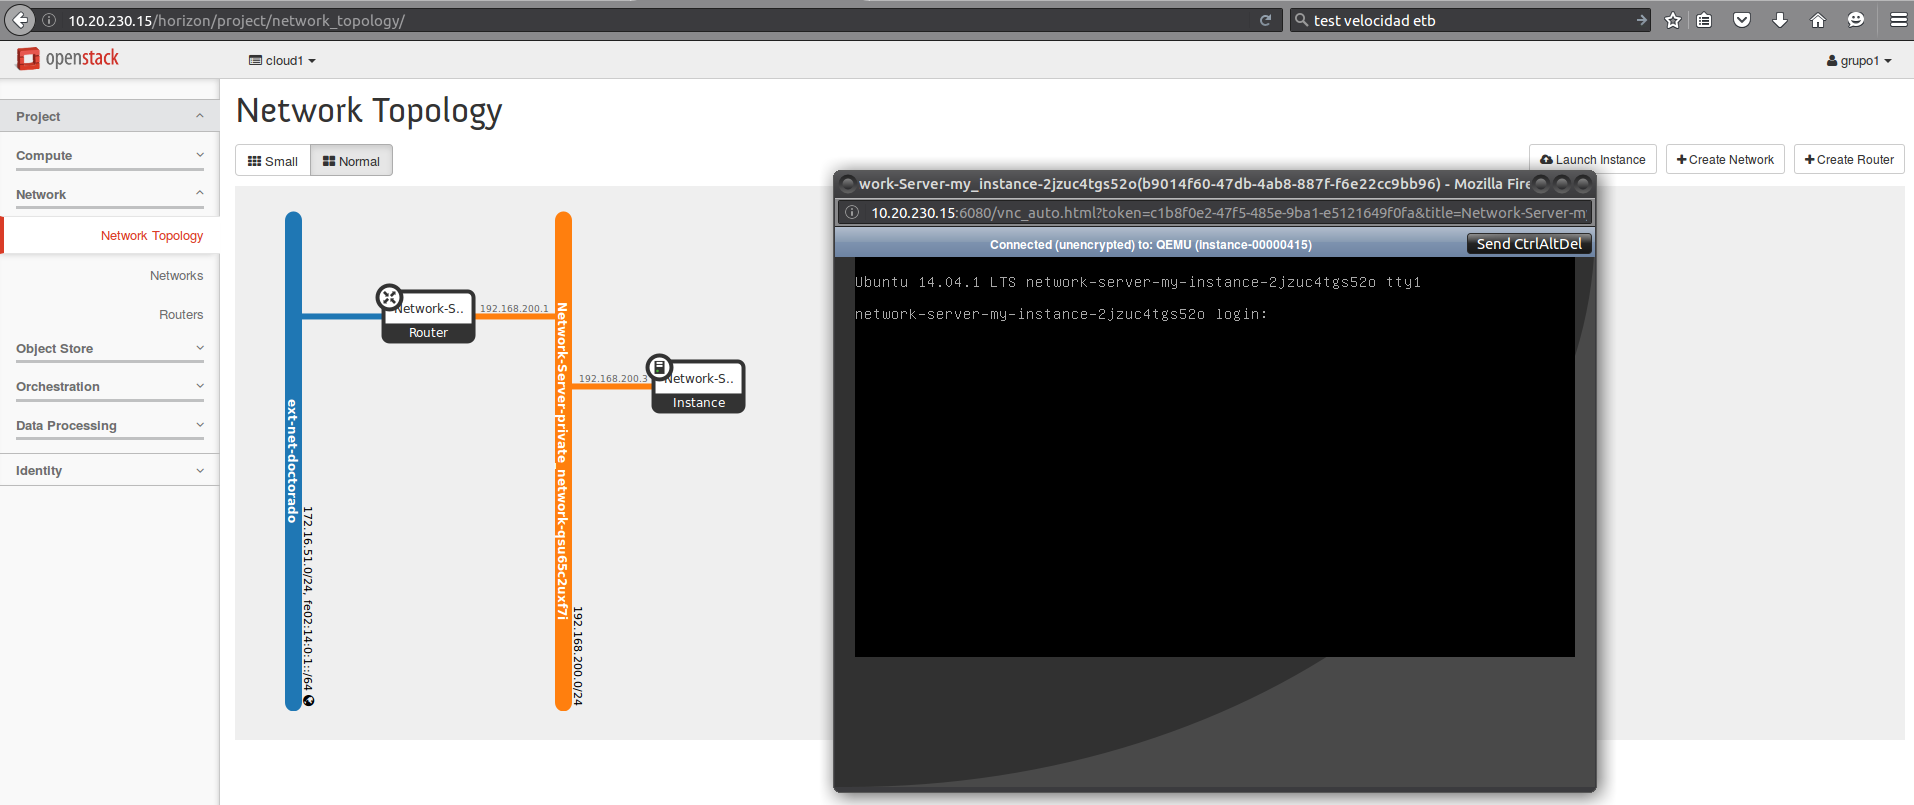 10.20.230.15/horizon/project/network_topology/
test velocidad etb
openstack
cloud1
grupo1
Project
Compute
Network
Network Topology
Networks
Routers
Object Store
Orchestration
Data Processing
Identity
Network Topology
Small
Normal
Launch Instance
Create Network
Create Router
ext-net-doctorado
172.16.51.0/24, fe02:14:0:1::/64
Network-S..
Router
192.168.200.1
Network-Server-private_network-qsu65c2uxf7i
192.168.200.0/24
192.168.200.3
Network-S..
Instance
work-Server-my_instance-2jzuc4tgs52o(b9014f60-47db-4ab8-887f-f6e22cc9bb96) - Mozilla Fire
10.20.230.15:6080/vnc_auto.html?token=c1b8f0e2-47f5-485e-9ba1-e5121649f0fa&title=Network-Server-m
Connected (unencrypted) to: QEMU (instance-00000415)
Send CtrlAltDel
Ubuntu 14.04.1 LTS network-server-my-instance-2jzuc4tgs52o tty1
network-server-my-instance-2jzuc4tgs52o login: